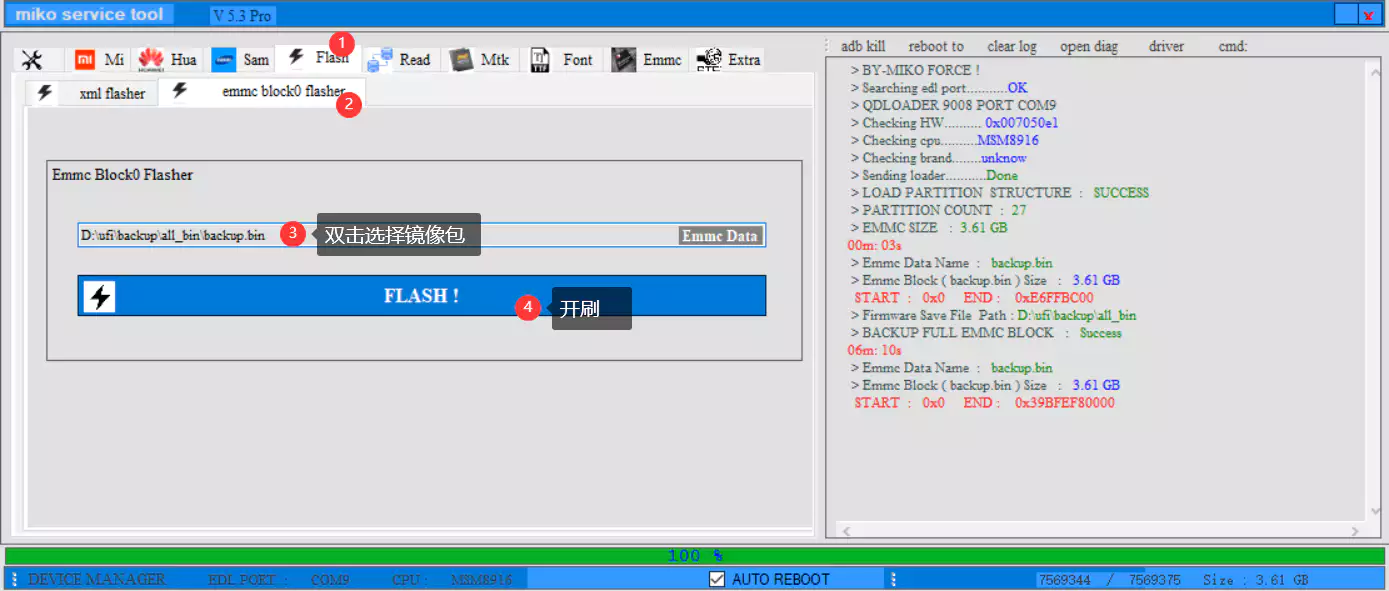 miko service tool V 5.3 Pro x
Mi Hua Sam Flash 1 Read Mtk Font Emmc Extra
xml flasher emmc block0 flasher 2
Emmc Block0 Flasher
D:\ufi\backup\all_bin\backup.bin 3 双击选择镜像包 Emmc Data
FLASH ! 4 开刷
adb kill reboot to clear log open diag driver cmd:
> BY-MIKO FORCE !
> Searching edl port...........OK
> QDLOADER 9008 PORT COM9
> Checking HW.......... 0x007050e1
> Checking cpu..........MSM8916
> Checking brand........unknow
> Sending loader...........Done
> LOAD PARTITION STRUCTURE : SUCCESS
> PARTITION COUNT : 27
> EMMC SIZE : 3.61 GB
00m: 03s
> Emmc Data Name : backup.bin
> Emmc Block ( backup.bin ) Size : 3.61 GB
START : 0x0 END : 0xE6FFBC00
> Firmware Save File Path : D:\ufi\backup\all_bin
> BACKUP FULL EMMC BLOCK : Success
06m: 10s
> Emmc Data Name : backup.bin
> Emmc Block ( backup.bin ) Size : 3.61 GB
START : 0x0 END : 0x39BFEF80000
100 %
DEVICE MANAGER EDL PORT : COM9 CPU : MSM8916 AUTO REBOOT 7569344 / 7569375 Size : 3.61 GB